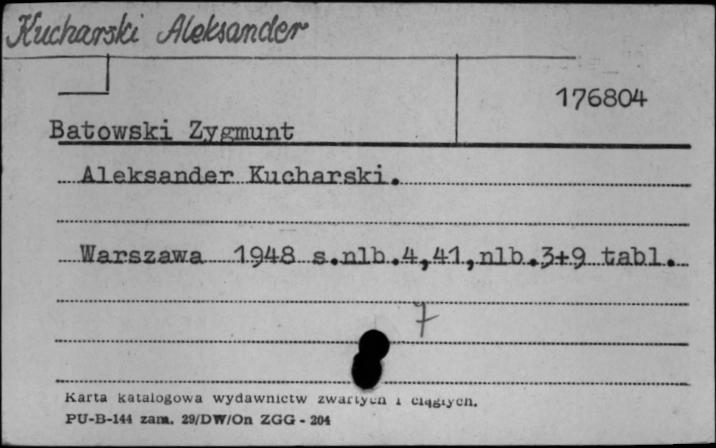 Kucharski Aleksander
176804
Batowski Zygmunt
Aleksander Kucharski.
Warszawa 1948 s.nlb.4,41,nlb.3+9 tabl.
7
Karta katalogowa wydawnictw zwartych i ciągłych.
PU-B-144 zam. 29/DW/On ZGG - 204